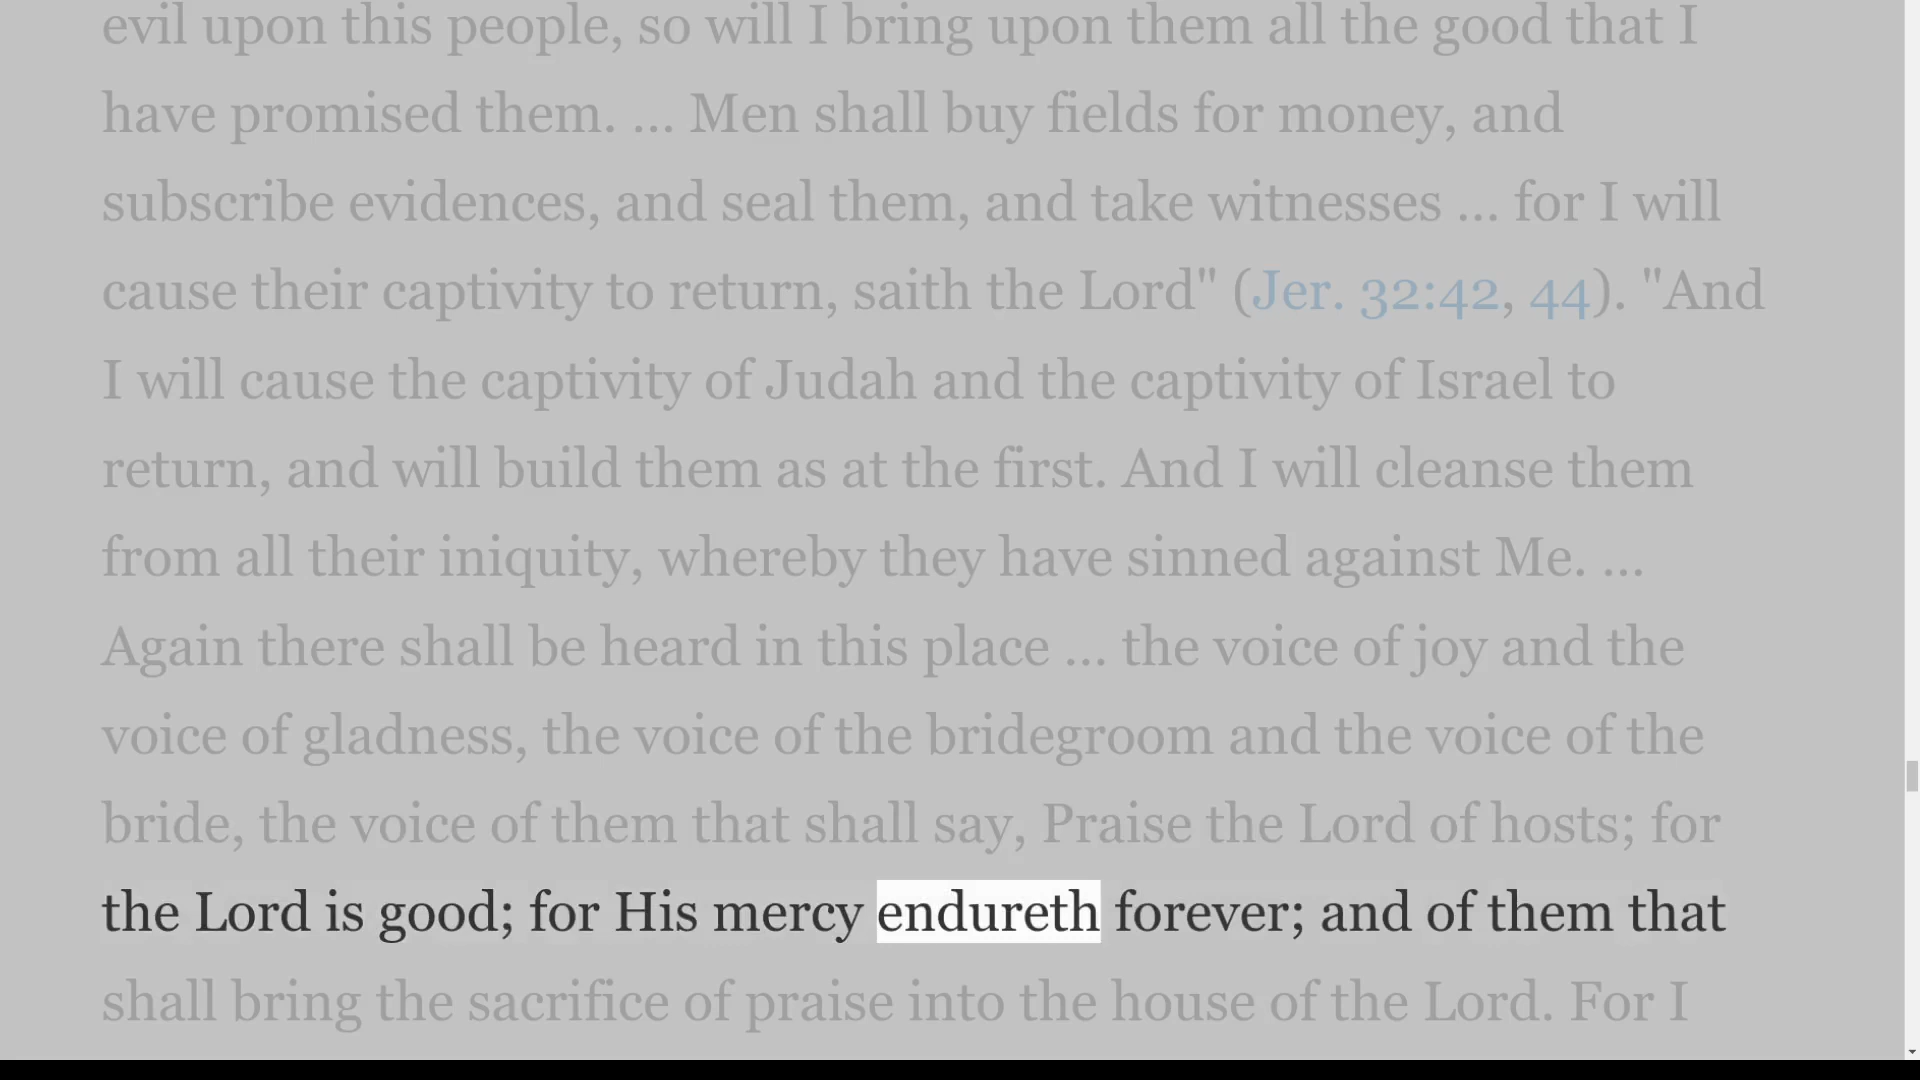 evil upon this people, so will I bring upon them all the good that I
have promised them. ... Men shall buy fields for money, and
subscribe evidences, and seal them, and take witnesses ... for I will
cause their captivity to return, saith the Lord" (Jer. 32:42, 44). "And
I will cause the captivity of Judah and the captivity of Israel to
return, and will build them as at the first. And I will cleanse them
from all their iniquity, whereby they have sinned against Me. ...
Again there shall be heard in this place ... the voice of joy and the
voice of gladness, the voice of the bridegroom and the voice of the
bride, the voice of them that shall say, Praise the Lord of hosts; for
the Lord is good; for His mercy endureth forever; and of them that
shall bring the sacrifice of praise into the house of the Lord. For I